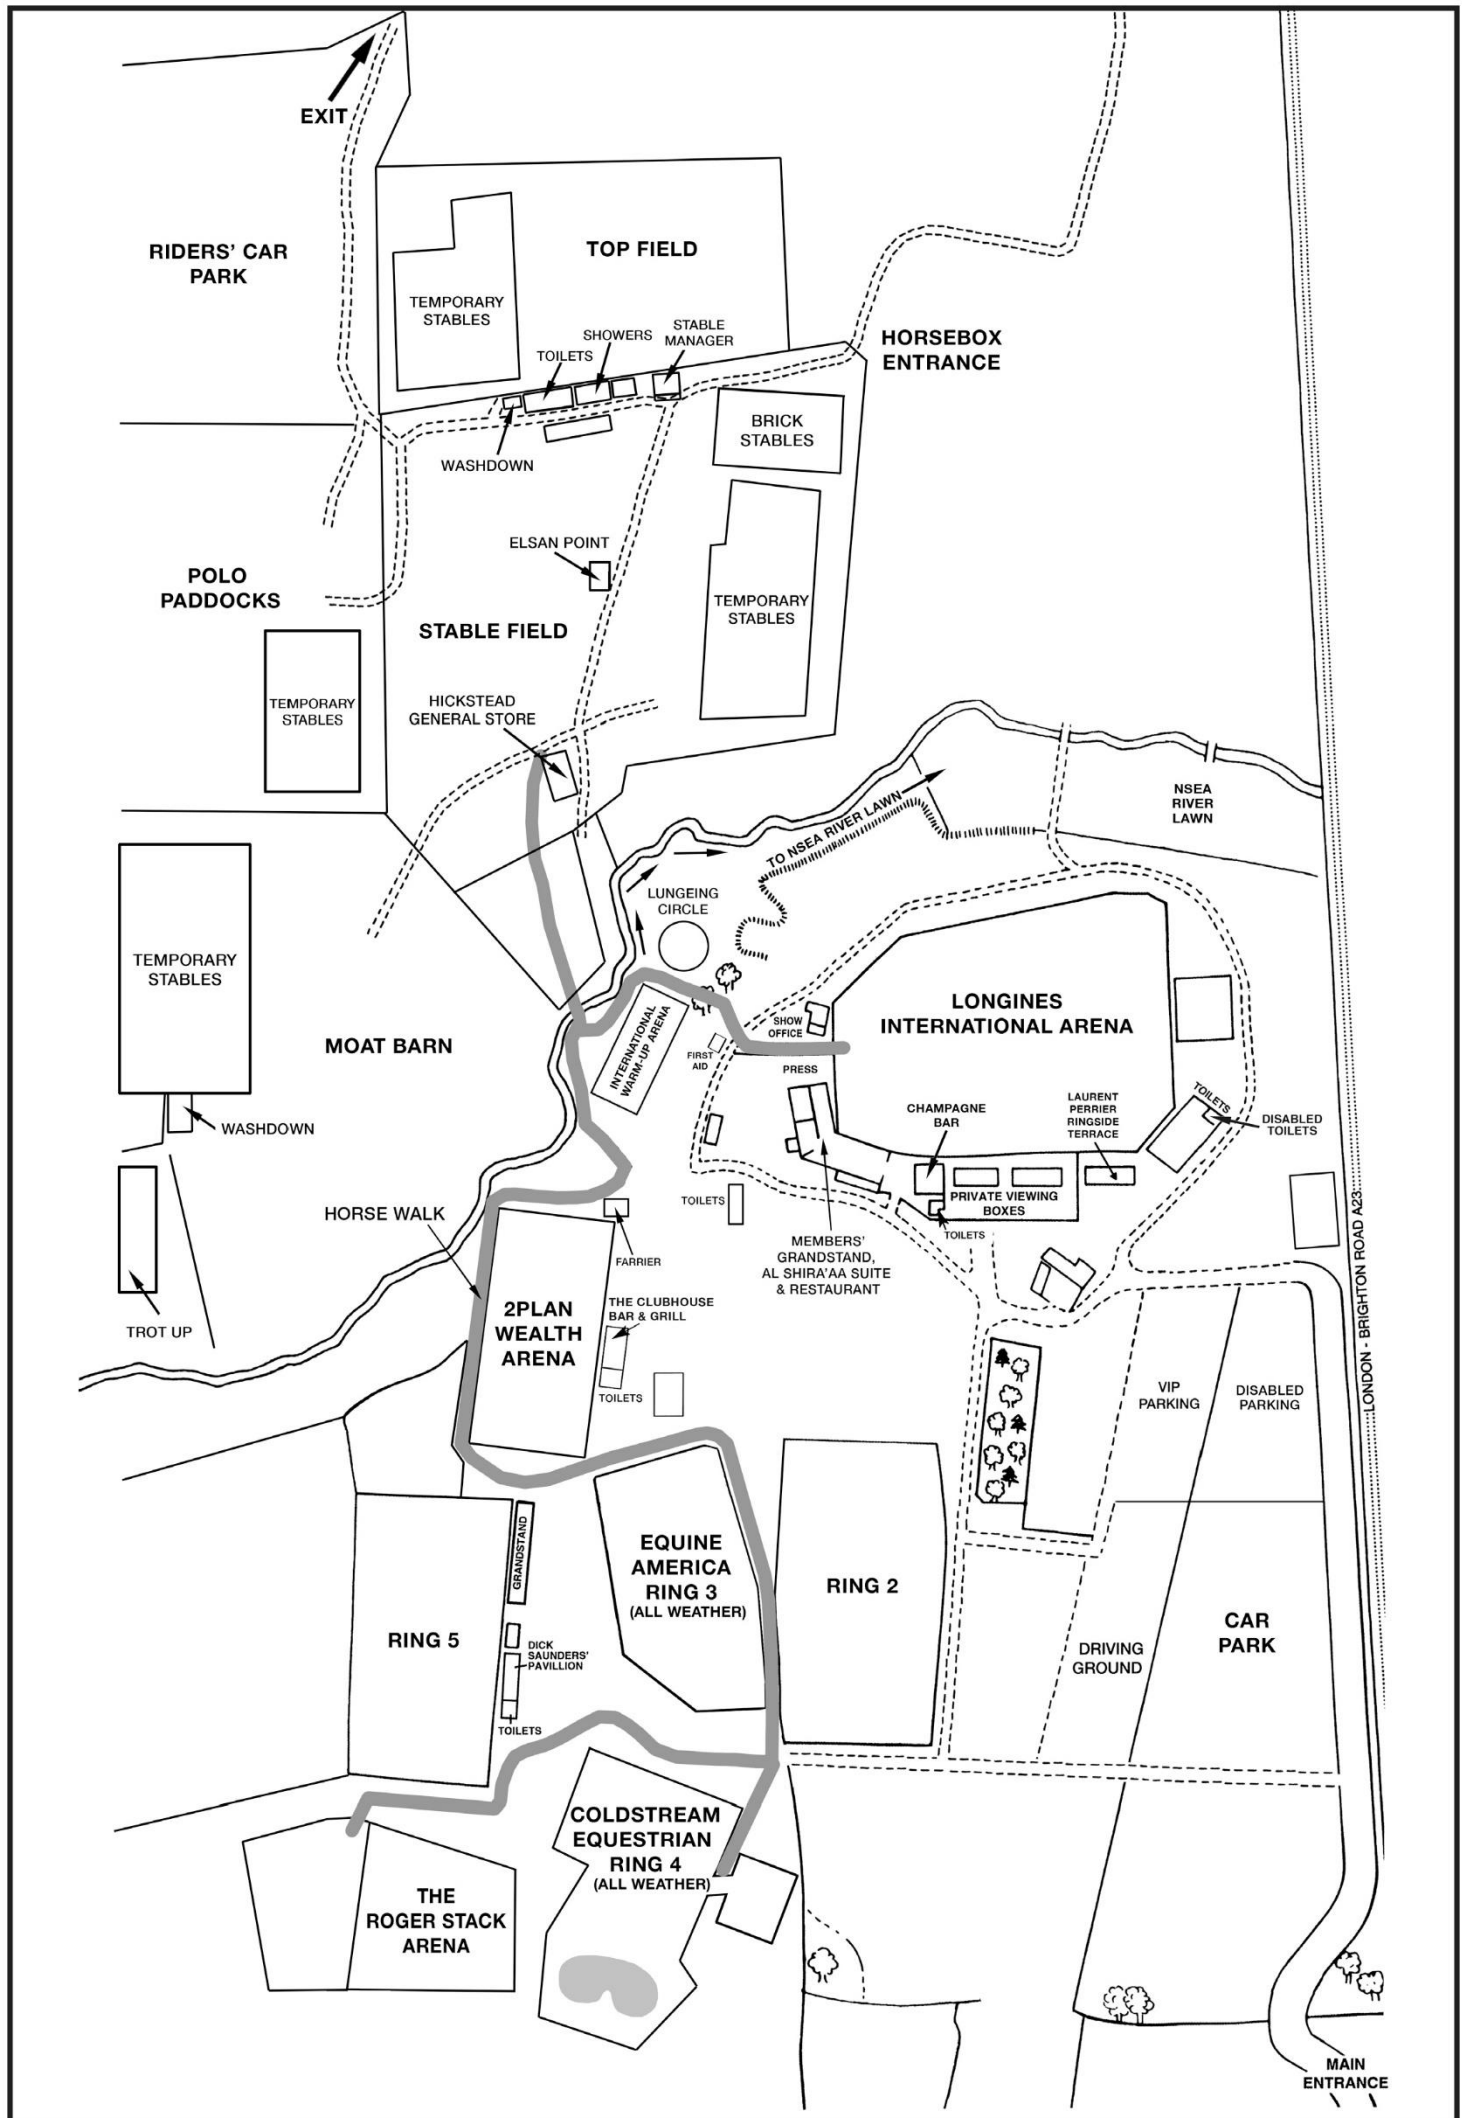 EXIT
RIDERS' CAR
PARK
TOP FIELD
TEMPORARY
STABLES
STABLE
MANAGER
SHOWERS
TOILETS
HORSEBOX
ENTRANCE
BRICK
STABLES
WASHDOWN
ELSAN POINT
POLO
PADDOCKS
TEMPORARY
STABLES
STABLE FIELD
TEMPORARY
STABLES
HICKSTEAD
GENERAL STORE
NSEA
RIVER
LAWN
TO NSEA RIVER LAWN
LUNGEING
CIRCLE
TEMPORARY
STABLES
LONGINES
INTERNATIONAL ARENA
SHOW
OFFICE
MOAT BARN
INTERNATIONAL
WARM-UP ARENA
FIRST
AID
PRESS
WASHDOWN
CHAMPAGNE
BAR
LAURENT
PERRIER
RINGSIDE
TERRACE
TOILETS
DISABLED
TOILETS
PRIVATE VIEWING
BOXES
TOILETS
TOILETS
HORSE WALK
MEMBERS'
GRANDSTAND,
AL SHIRA'AA SUITE
& RESTAURANT
FARRIER
LONDON - BRIGHTON ROAD A23
TROT UP
2PLAN
WEALTH
ARENA
THE CLUBHOUSE
BAR & GRILL
TOILETS
VIP
PARKING
DISABLED
PARKING
GRANDSTAND
EQUINE
AMERICA
RING 3
(ALL WEATHER)
RING 2
RING 5
DICK
SAUNDERS'
PAVILLION
TOILETS
DRIVING
GROUND
CAR
PARK
COLDSTREAM
EQUESTRIAN
RING 4
(ALL WEATHER)
THE
ROGER STACK
ARENA
MAIN
ENTRANCE